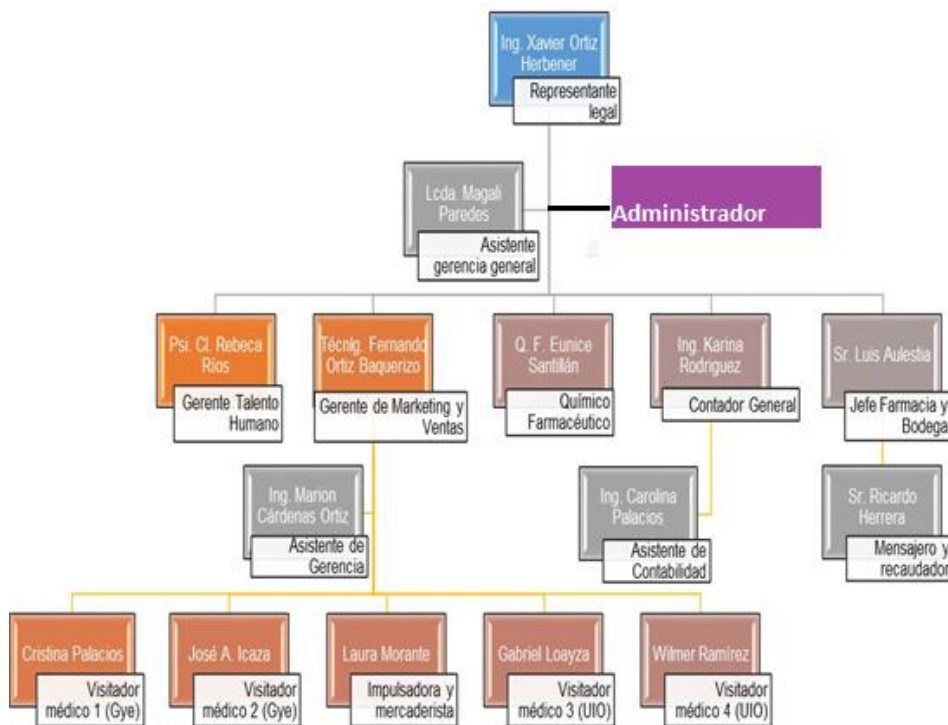 Ing. Xavier Ortiz
Herbener
Representante
legal
Lcda. Magali
Paredes
Asistente
gerencia general
Administrador
Psi. Cl. Rebeca
Ríos
Gerente Talento
Humano
Técnlg. Fernando
Ortiz Baquerizo
Gerente de Marketing y
Ventas
Q. F. Eunice
Santillán
Químico
Farmacéutico
Ing. Karina
Rodriguez
Contador General
Sr. Luis Aulestia
Jefe Farmacia y
Bodega
Ing. Marion
Cárdenas Ortiz
Asistente de
Gerencia
Ing. Carolina
Palacios
Asistente de
Contabilidad
Sr. Ricardo
Herrera
Mensajero y
recaudador
Cristina Palacios
Visitador
médico 1 (Gye)
José A. Icaza
Visitador
médico 2 (Gye)
Laura Morante
Impulsadora y
mercaderista
Gabriel Loayza
Visitador
médico 3 (UIO)
Wilmer Ramírez
Visitador
médico 4 (UIO)